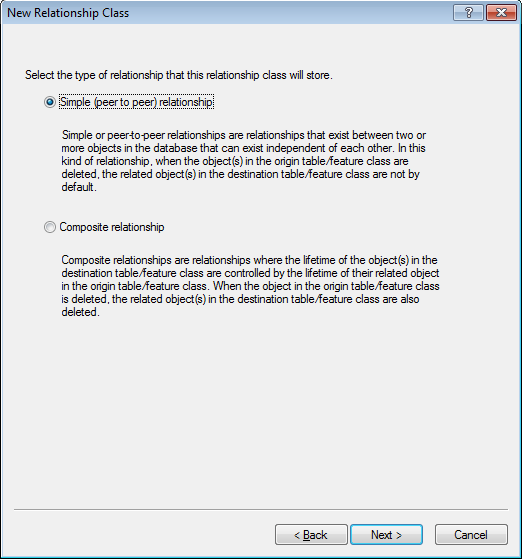 New Relationship Class
Select the type of relationship that this relationship class will store.
Simple (peer to peer) relationship
Simple or peer-to-peer relationships are relationships that exist between two or
more objects in the database that can exist independent of each other. In this
kind of relationship, when the object(s) in the origin table/feature class are
deleted, the related object(s) in the destination table/feature class are not by
default.
Composite relationship
Composite relationships are relationships where the lifetime of the object(s) in the
destination table/feature class are controlled by the lifetime of their related object
in the origin table/feature class. When the object in the origin table/feature class
is deleted, the related object(s) in the destination table/feature class are also
deleted.
< Back Next > Cancel